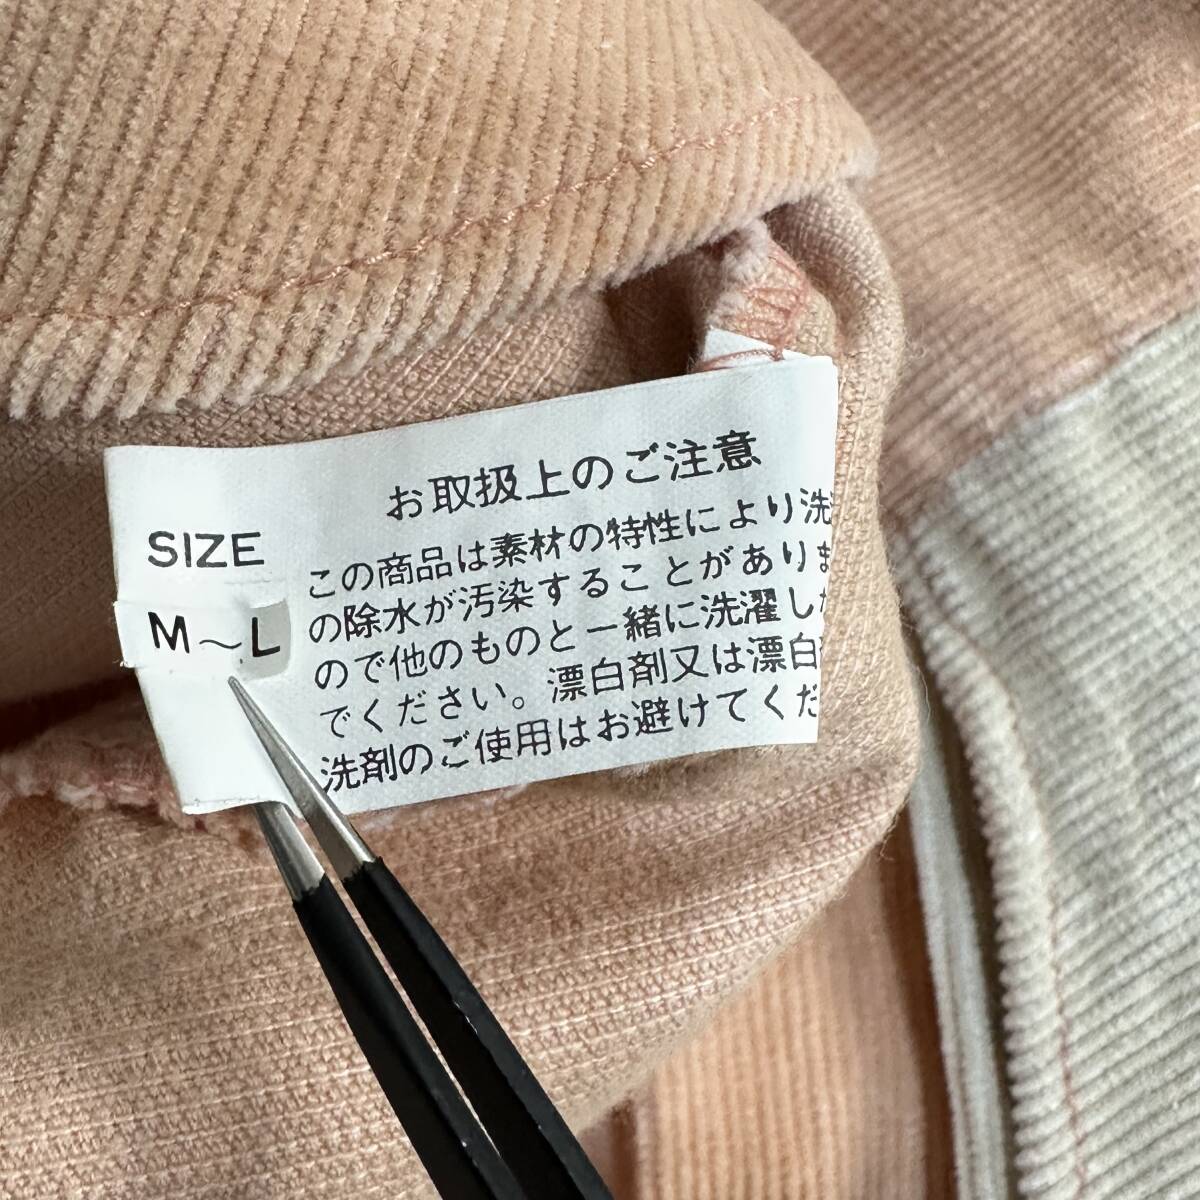 SIZE
M～L
お取扱上のご注意
この商品は素材の特性により洗
の除水が汚染することがありま
ので他のものと一緒に洗濯し
でください。漂白剤又は漂白
洗剤のご使用はお避けてくだ